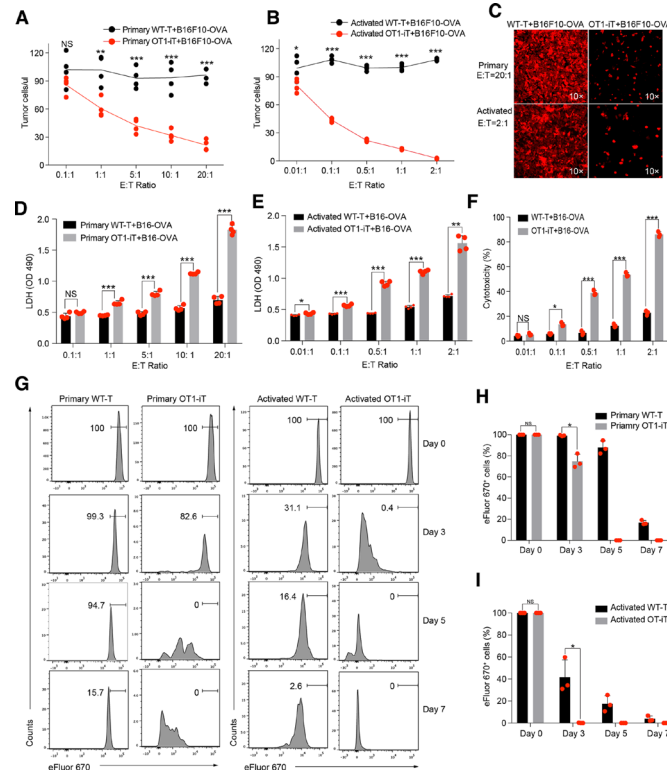 A
Primary WT-T+B16F10-OVA
Primary OT1-iT+B16F10-OVA
NS ** *** *** ***
Tumor cells/ul
120
90
60
30
0
0.1:1 1:1 5:1 10:1 20:1
E:T Ratio
B
Activated WT-T+B16F10-OVA
Activated OT1-iT+B16F10-OVA
* *** *** *** ***
Tumor cells/ul
120
90
60
30
0
0.01:1 0.1:1 0.5:1 1:1 2:1
E:T Ratio
C
WT-T+B16F10-OVA OT1-iT+B16F10-OVA
Primary
E:T=20:1
10× 10×
Activated
E:T=2:1
10× 10×
D
Primary WT-T+B16-OVA
Primary OT1-iT+B16-OVA
NS *** *** *** ***
LDH (OD 490)
2.0
1.5
1.0
0.5
0.0
0.1:1 1:1 5:1 10:1 20:1
E:T Ratio
E
Activated WT-T+B16-OVA
Activated OT1-iT+B16-OVA
* *** *** *** **
LDH (OD 490)
2.0
1.5
1.0
0.5
0.0
0.01:1 0.1:1 0.5:1 1:1 2:1
E:T Ratio
F
WT-T+B16-OVA
OT1-iT+B16-OVA
NS * *** *** ***
Cytotoxoticity (%)
100
80
60
40
20
0
0.01:1 0.1:1 0.5:1 1:1 2:1
E:T Ratio
G
Primary WT-T Primary OT1-iT Activated WT-T Activated OT1-iT
100 100 100 100
Day 0
99.3 82.6 31.1 0.4
Day 3
94.7 0 16.4 0
Day 5
15.7 0 2.6 0
Day 7
Counts
eFluor 670 eFluor 670
H
Primary WT-T
Priamry OT1-iT
NS *
eFluor 670⁺ cells (%)
120
100
80
60
40
20
0
Day 0 Day 3 Day 5 Day 7
I
Activated WT-T
Activated OT-iT
NS *
eFluor 670⁺ cells (%)
120
100
80
60
40
20
0
Day 0 Day 3 Day 5 Day 7